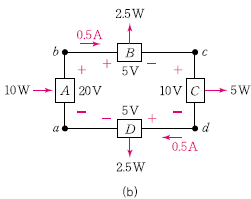 2.5W
0.5A
b + B − c
5V
+ + 
10W A 20V 10V C 5W
− 5V −
a − D + d
0.5A
2.5W
(b)